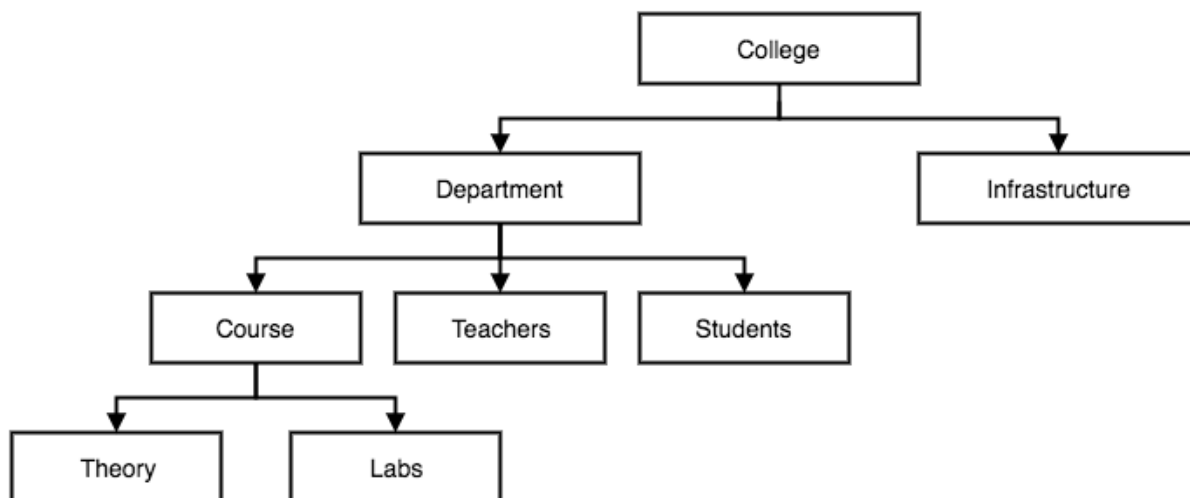 College
Department
Infrastructure
Course
Teachers
Students
Theory
Labs